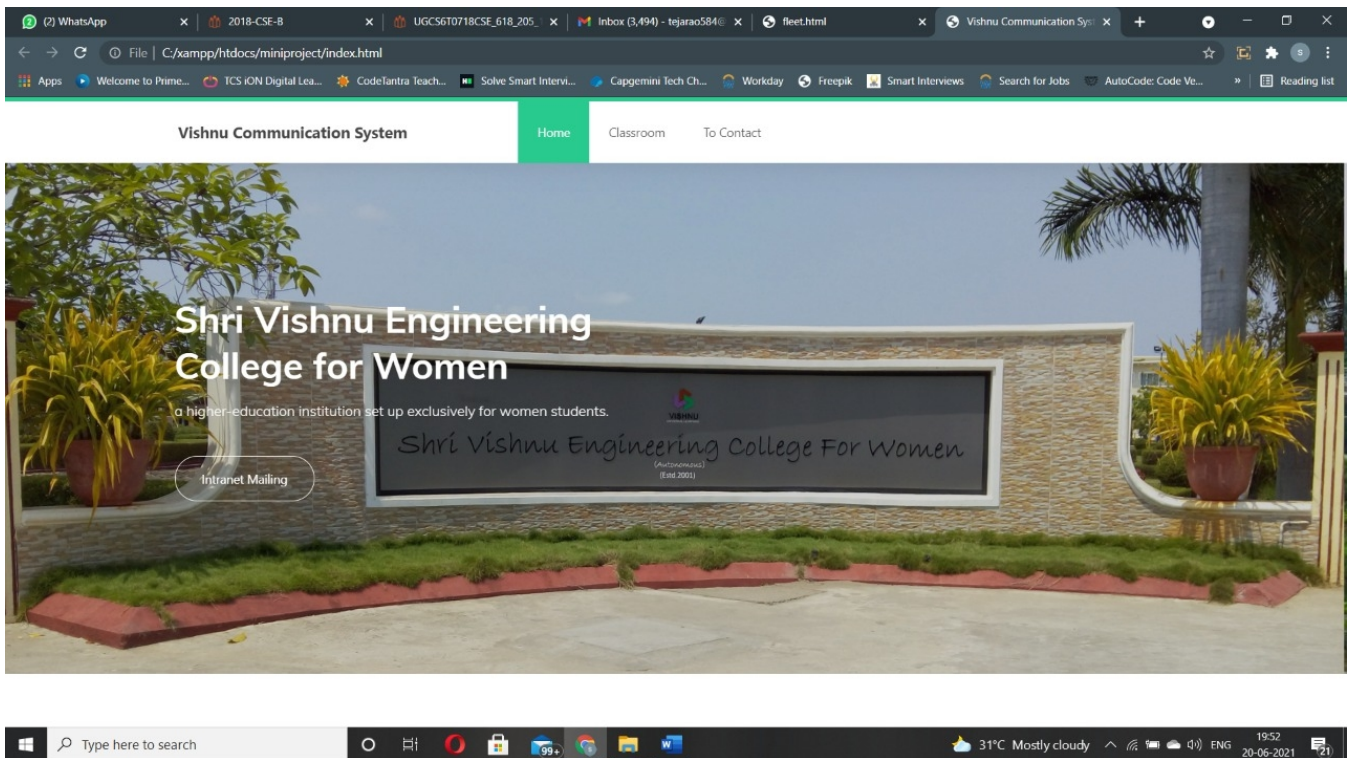 (2) WhatsApp
2018-CSE-B
UGCS6T0718CSE_618_205_
Inbox (3,494) - tejarao584@
fleet.html
Vishnu Communication Sys
File | C:/xampp/htdocs/miniproject/index.html
S
Apps
Welcome to Prime...
TCS iON Digital Lea...
CodeTantra Teach...
Solve Smart Intervi...
Capgemini Tech Ch...
Workday
Freepik
Smart Interviews
Search for Jobs
AutoCode: Code Ve...
»
Reading list
Vishnu Communication System
Home
Classroom
To Contact
Shri Vishnu Engineering
College for Women
a higher-education institution set up exclusively for women students.
Intranet Mailing
VISHNU
Shri Vishnu Engineering College For Women
(Autonomous)
(Estd.2001)
Type here to search
99+
31°C Mostly cloudy
ENG
19:52
20-06-2021
21